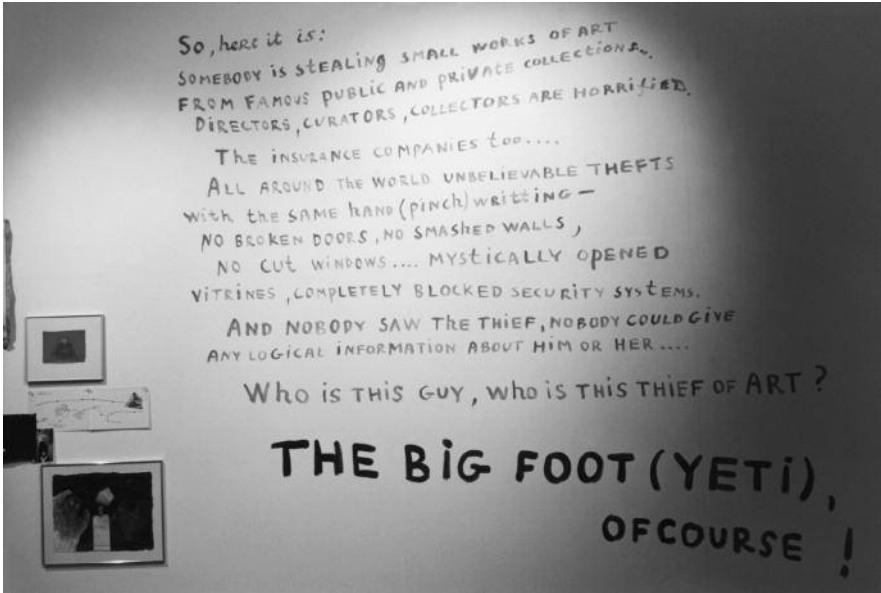 So, here it is:
SOMEBODY iS StEALiNG SMALL WORKS OF ART
FROM FAMOUS PUBLIC AND PRiVATE COLLECTiONS..
DiRECTORS, CURATORS, COLLECTORS ARE HORRiFiED.
The iNSURANCE COMPANiES too....
ALL AROUND the WORLD UNBELiEVABLE THEFTS
with the SAME hAND (piNCH) WRittiNG —
NO BROKEN DOORS, NO SMASHED WALLS,
NO CUt WiNDOWS.... MYSTiCALLY OPENED
ViTRiNES, COMPLETELY BLOCKED SECURiTY SYStEMS.
AND NOBODY SAW THe THiEF, NOBODY COULD GiVE
ANY LOGiCAL iNFORMATiON ABOUT HiM OR HER....
Who iS THiS GUY, Who iS THiS THiEF OF ART?
THE BiG FOOT (YETi),
OFCOURSE !